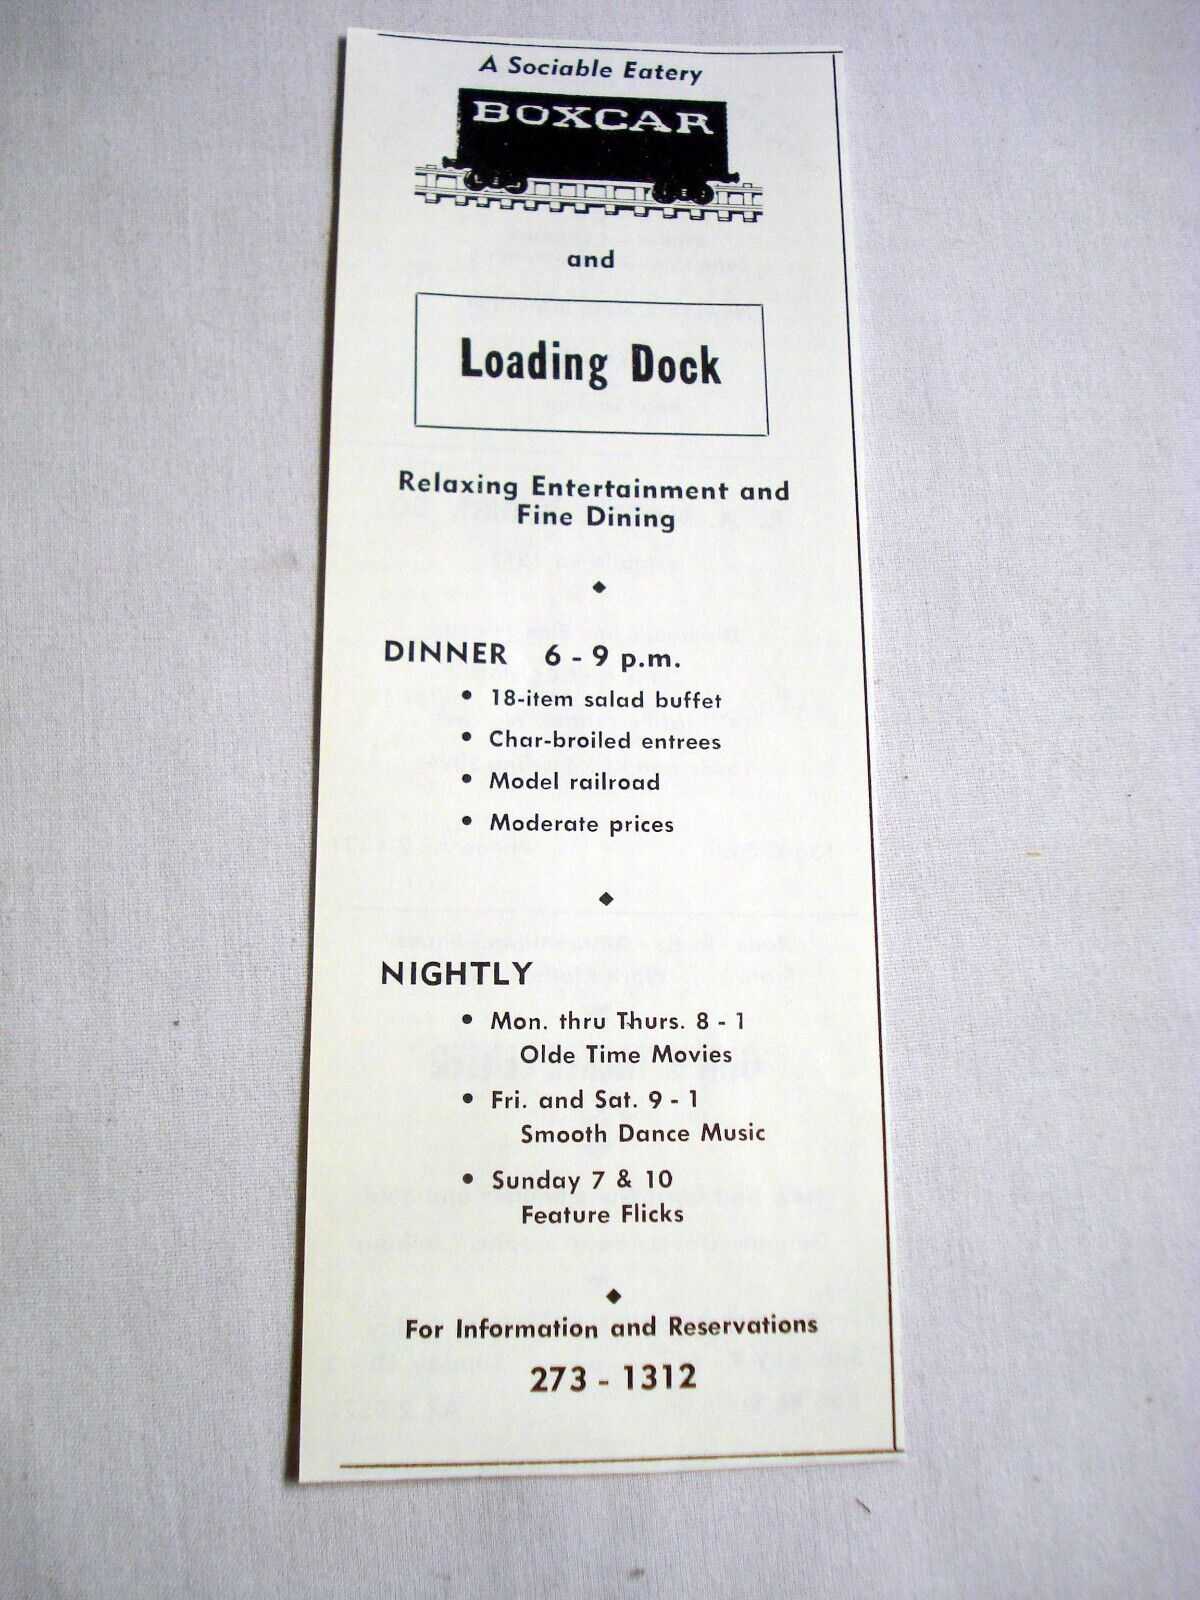 A Sociable Eatery
BOXCAR
and
Loading Dock
Relaxing Entertainment and
Fine Dining
DINNER 6 - 9 p.m.
• 18-item salad buffet
• Char-broiled entrees
• Model railroad
• Moderate prices
NIGHTLY
• Mon. thru Thurs. 8 - 1
Olde Time Movies
• Fri. and Sat. 9 - 1
Smooth Dance Music
• Sunday 7 & 10
Feature Flicks
For Information and Reservations
273 - 1312